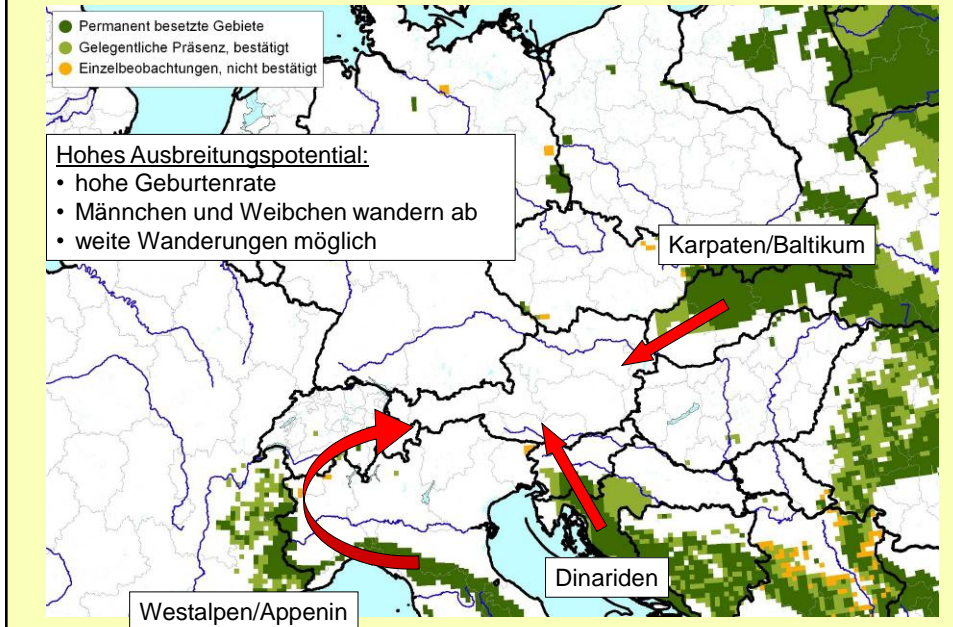 Permanent besetzte Gebiete
Gelegentliche Präsenz, bestätigt
Einzelbeobachtungen, nicht bestätigt
Hohes Ausbreitungspotential:
• hohe Geburtenrate
• Männchen und Weibchen wandern ab
• weite Wanderungen möglich
Karpaten/Baltikum
Dinariden
Westalpen/Appenin